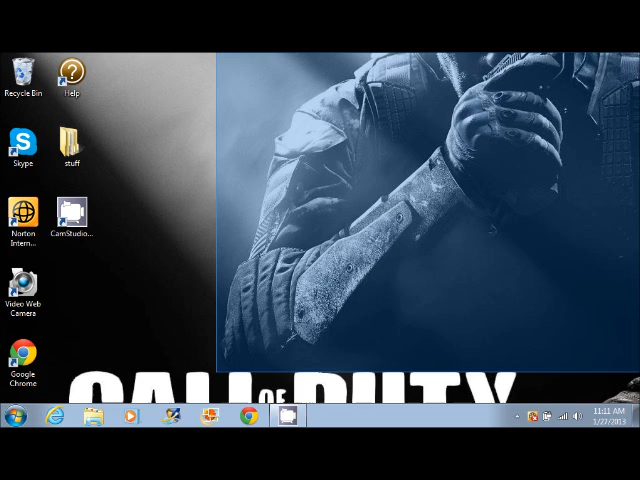 Recycle Bin
Help
Skype
stuff
Norton
Intern...
CamStudio...
Video Web
Camera
Google
Chrome
CALL OF DUTY
11:11 AM
1/27/2013